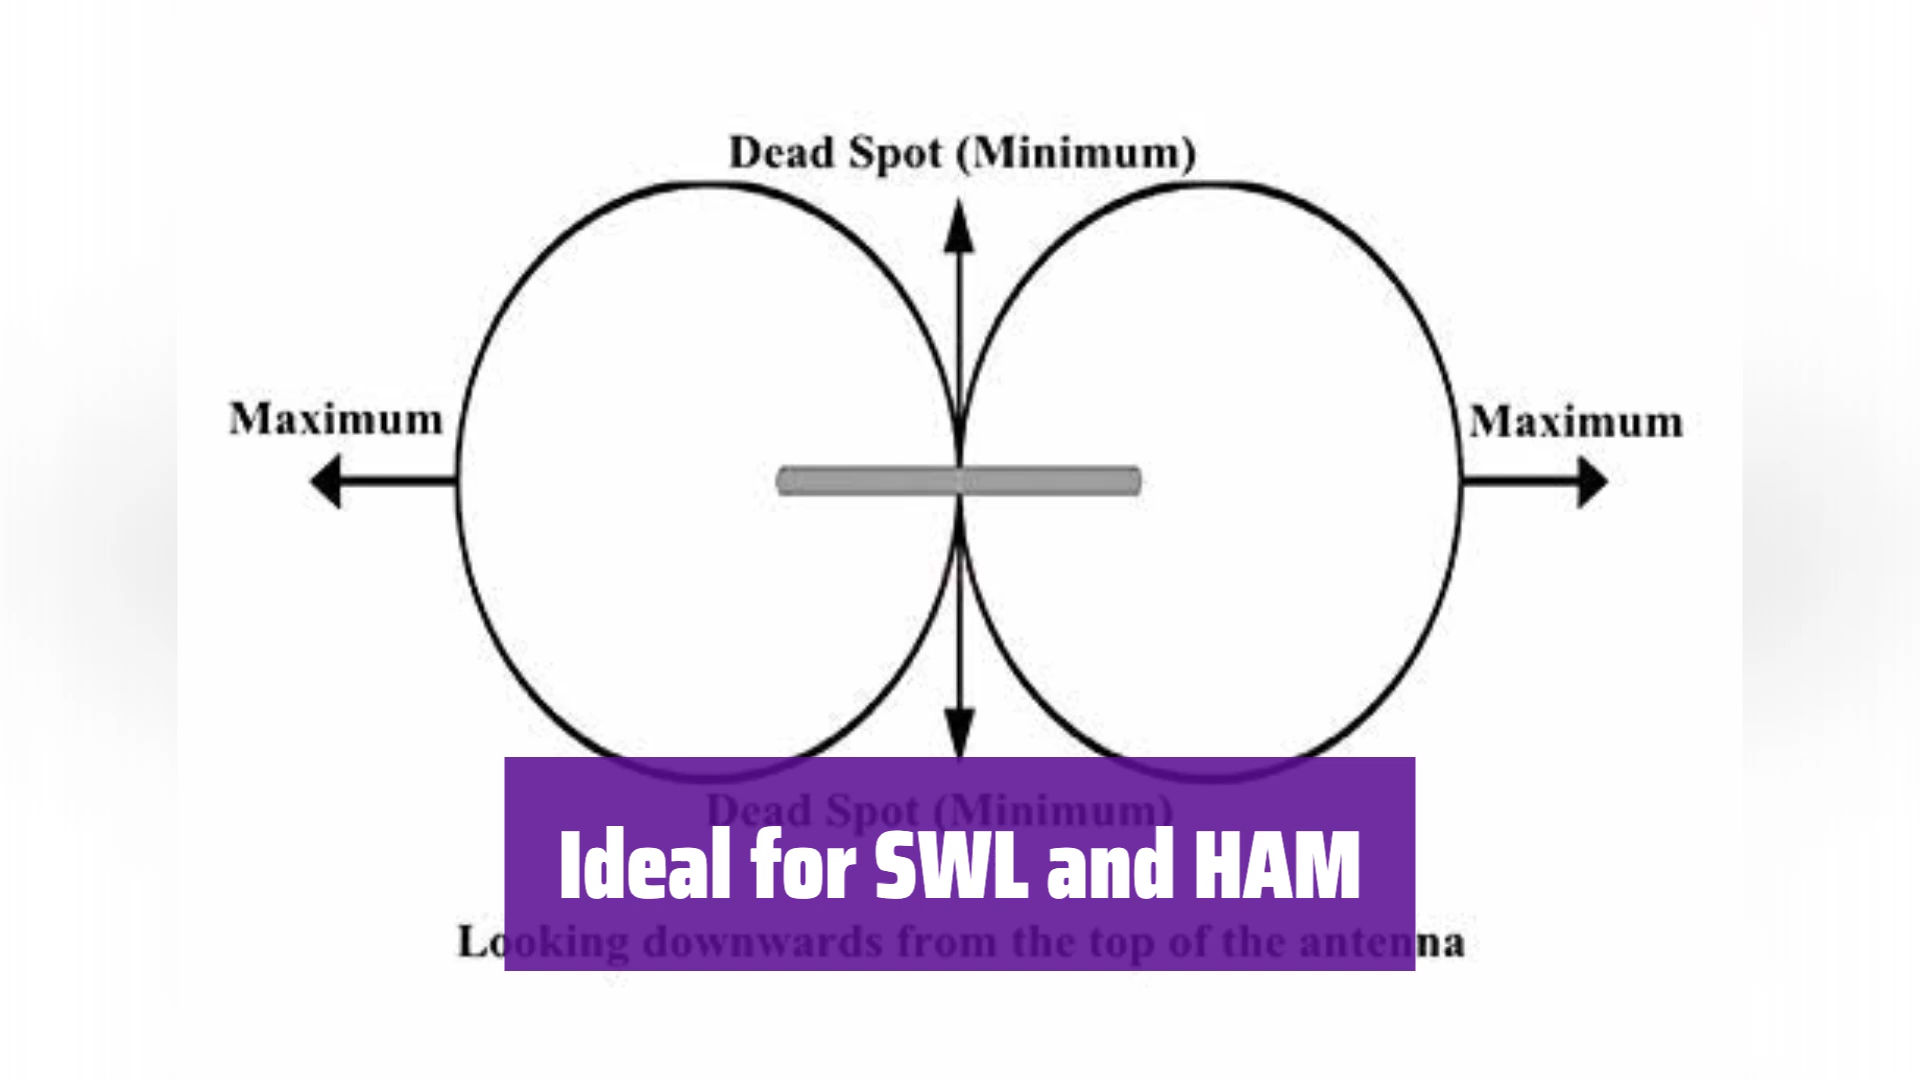 Dead Spot (Minimum)
Maximum
Maximum
Dead Spot (Minimum)
Ideal for SWL and HAM
Looking downwards from the top of the antenna